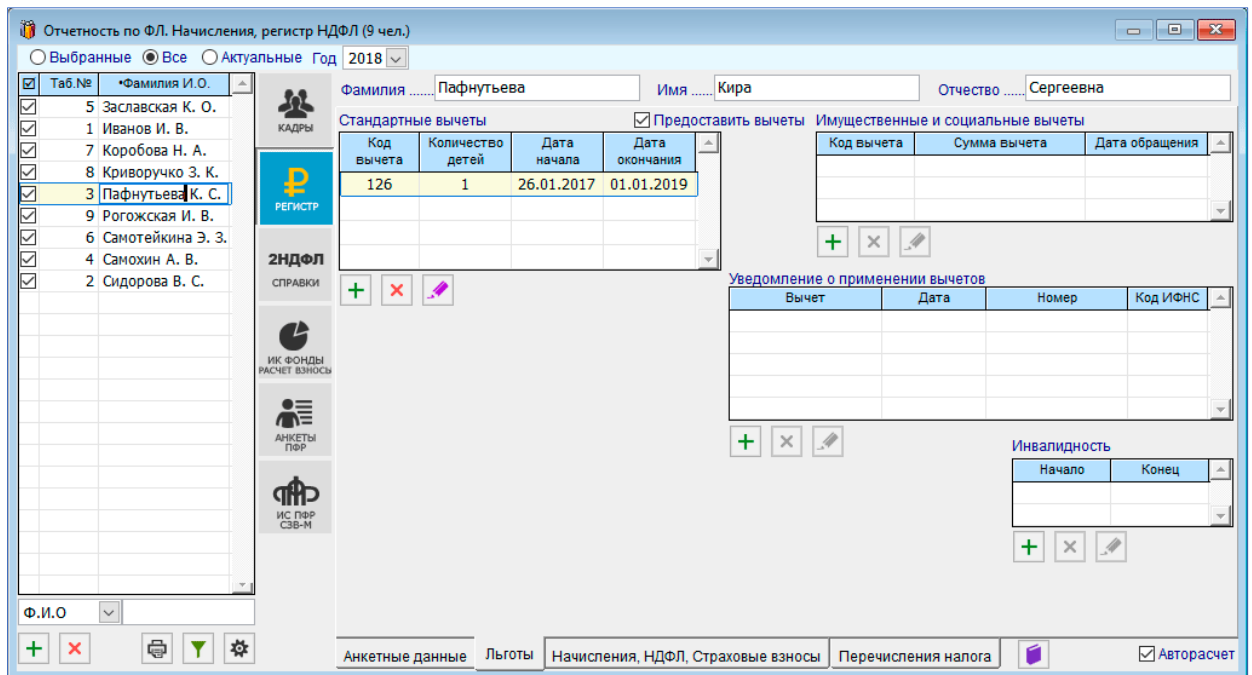 Отчетность по ФЛ. Начисления, регистр НДФЛ (9 чел.)
Выбранные Все Актуальные Год 2018
Таб.№ •Фамилия И.О.
5 Заславская К. О.
1 Иванов И. В.
7 Коробова Н. А.
8 Криворучко З. К.
3 Пафнутьева К. С.
9 Рогожская И. В.
6 Самотейкина Э. З.
4 Самохин А. В.
2 Сидорова В. С.
Ф.И.О
КАДРЫ
РЕГИСТР
2НДФЛ
СПРАВКИ
ИК ФОНДЫ
РАСЧЕТ ВЗНОСЫ
АНКЕТЫ
ПФР
ИС ПФР
СЗВ-М
Фамилия ...... Пафнутьева Имя ..... Кира Отчество ..... Сергеевна
Стандартные вычеты Предоставить вычеты
Код вычета Количество детей Дата начала Дата окончания
126 1 26.01.2017 01.01.2019
Имущественные и социальные вычеты
Код вычета Сумма вычета Дата обращения
Уведомление о применении вычетов
Вычет Дата Номер Код ИФНС
Инвалидность
Начало Конец
Анкетные данные Льготы Начисления, НДФЛ, Страховые взносы Перечисления налога Авторасчет